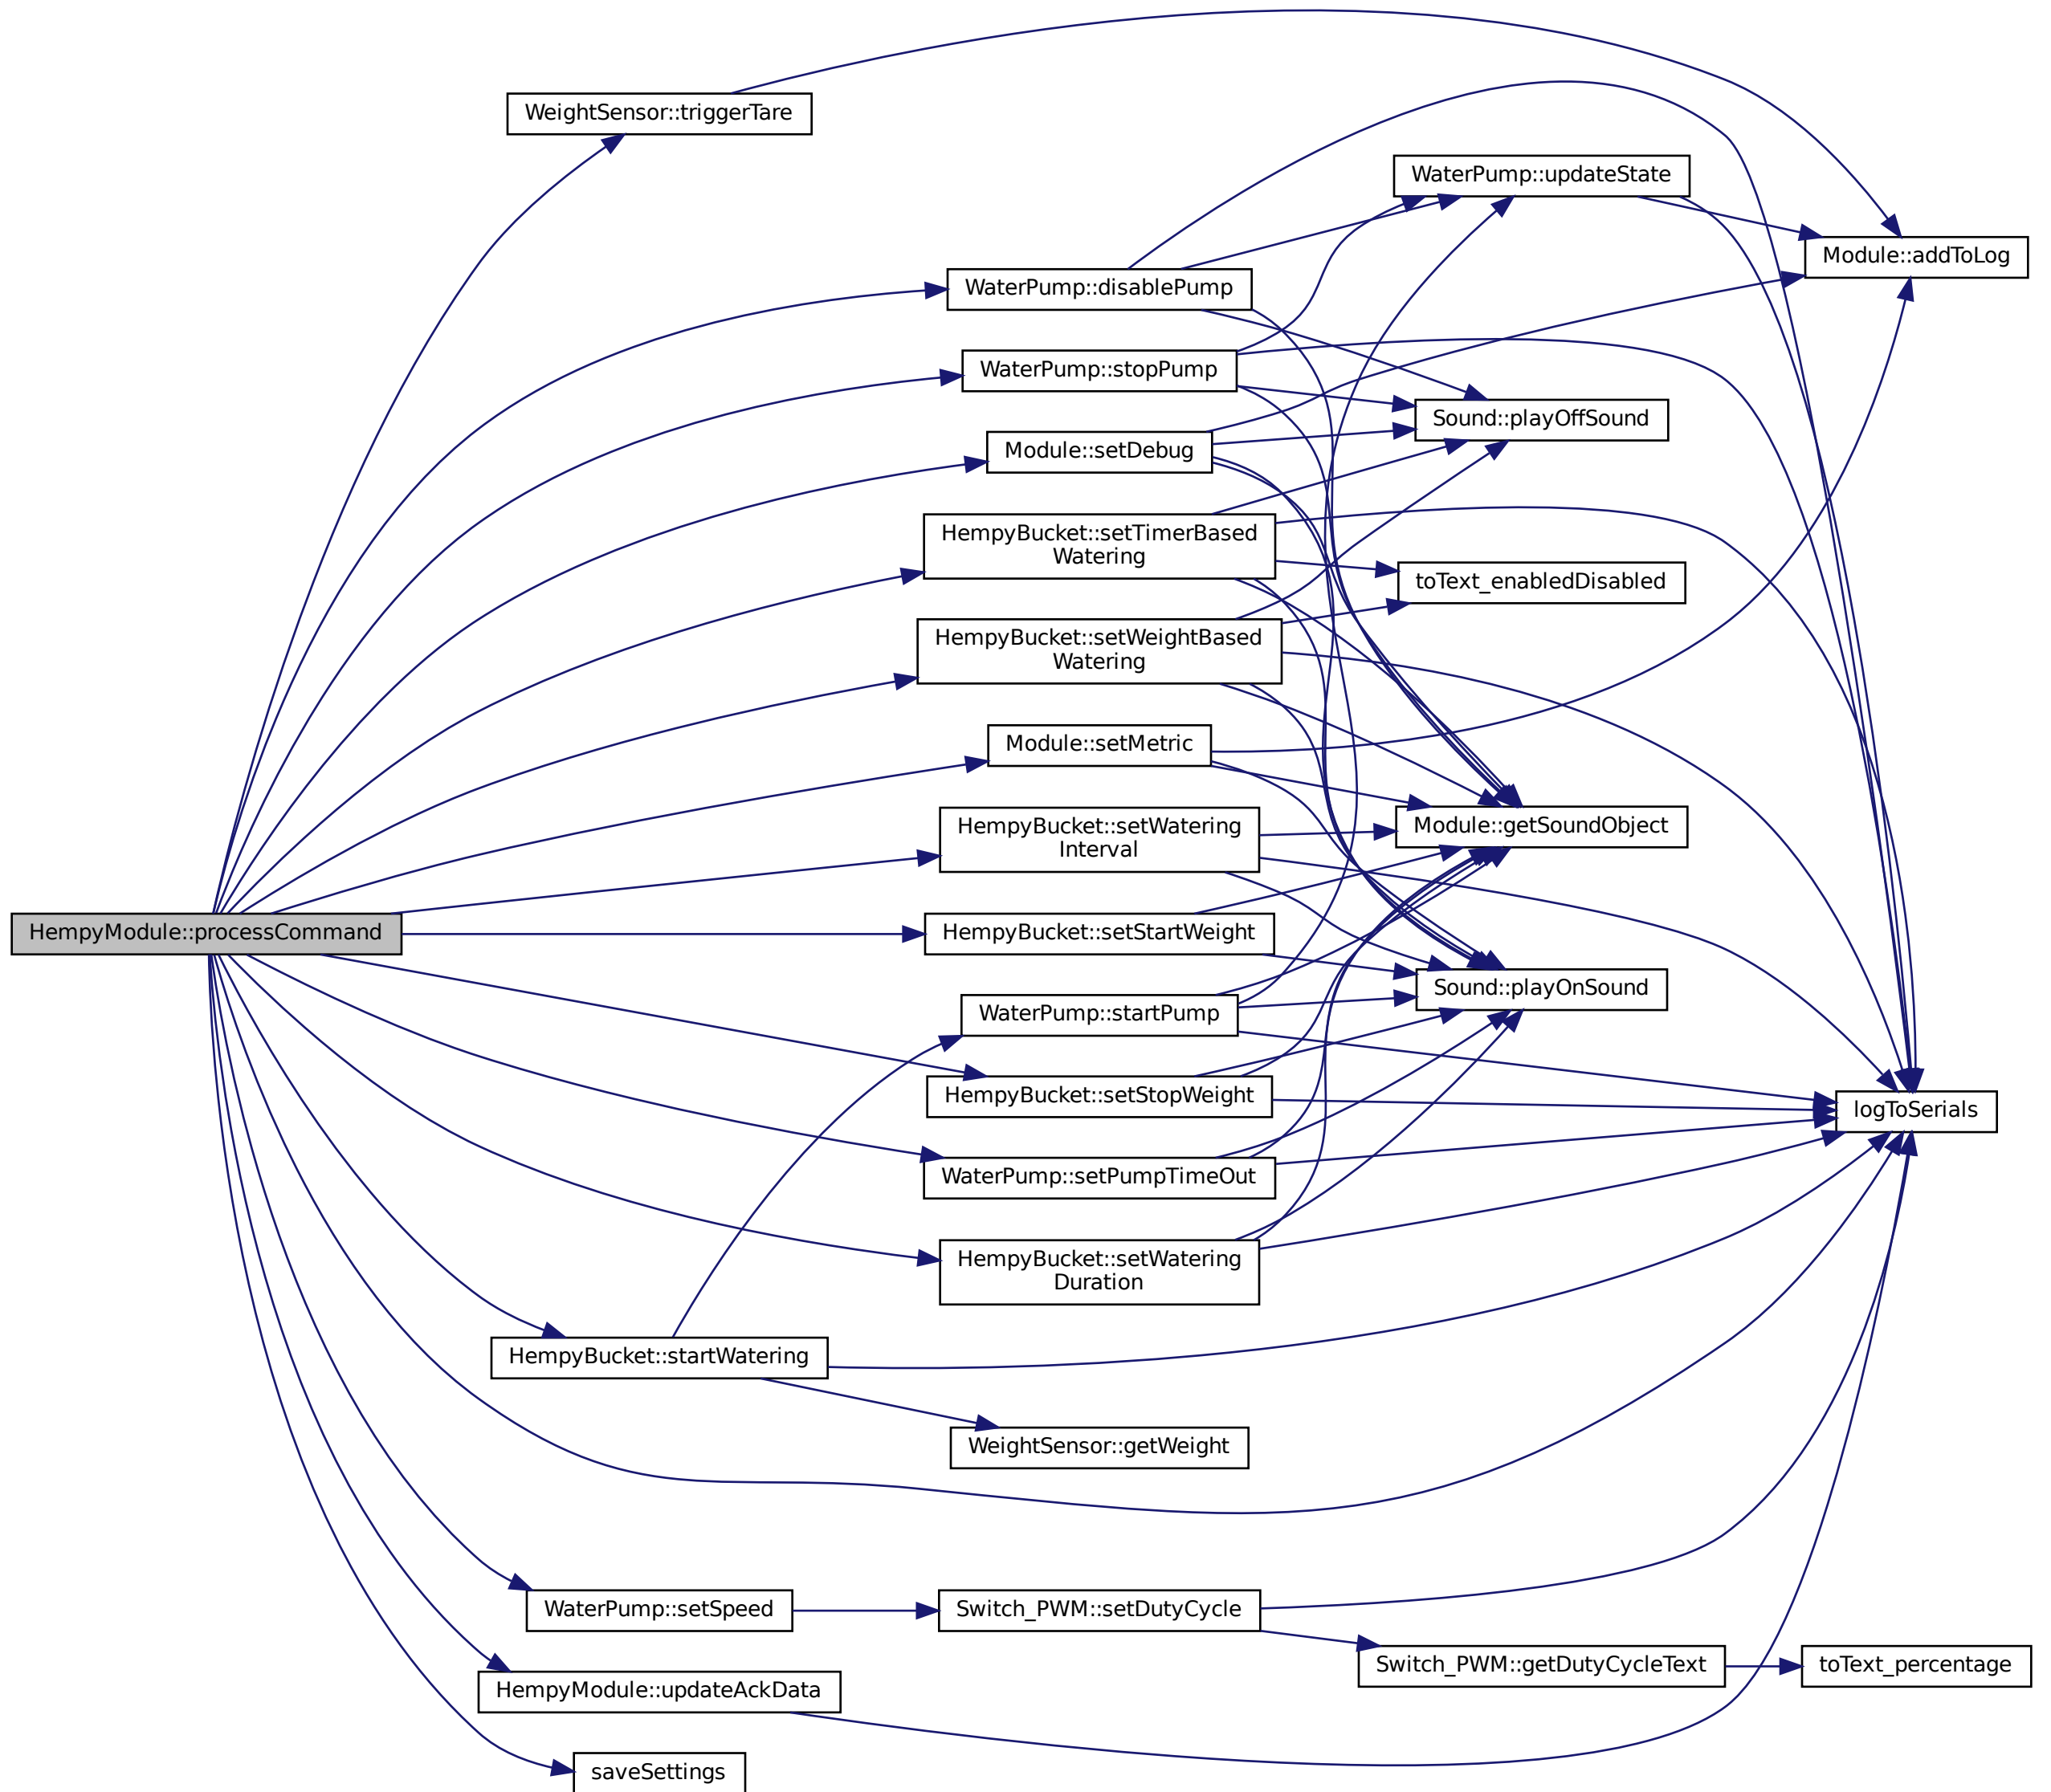 WeightSensor::triggerTare
WaterPump::updateState
Module::addToLog
WaterPump::disablePump
WaterPump::stopPump
Sound::playOffSound
Module::setDebug
HempyBucket::setTimerBased
Watering
toText_enabledDisabled
HempyBucket::setWeightBased
Watering
Module::setMetric
HempyBucket::setWatering
Interval
Module::getSoundObject
HempyModule::processCommand
HempyBucket::setStartWeight
Sound::playOnSound
WaterPump::startPump
HempyBucket::setStopWeight
logToSerials
WaterPump::setPumpTimeOut
HempyBucket::setWatering
Duration
HempyBucket::startWatering
WeightSensor::getWeight
WaterPump::setSpeed
Switch_PWM::setDutyCycle
Switch_PWM::getDutyCycleText
toText_percentage
HempyModule::updateAckData
saveSettings